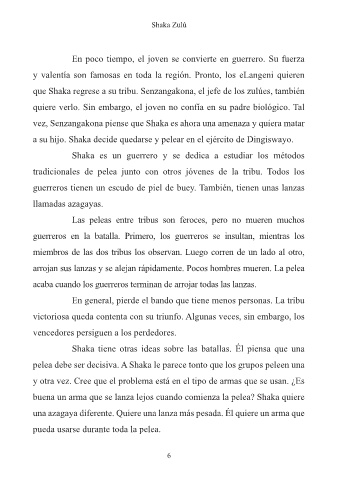 Shaka Zulú
En poco tiempo, el joven se convierte en guerrero. Su fuerza
y valentía son famosas en toda la región. Pronto, los eLangeni quieren
que Shaka regrese a su tribu. Senzangakona, el jefe de los zulúes, también
quiere verlo. Sin embargo, el joven no confía en su padre biológico. Tal
vez, Senzangakona piense que Shaka es ahora una amenaza y quiera matar
a su hijo. Shaka decide quedarse y pelear en el ejército de Dingiswayo.
Shaka es un guerrero y se dedica a estudiar los métodos
tradicionales de pelea junto con otros jóvenes de la tribu. Todos los
guerreros tienen un escudo de piel de buey. También, tienen unas lanzas
llamadas azagayas.
Las peleas entre tribus son feroces, pero no mueren muchos
guerreros en la batalla. Primero, los guerreros se insultan, mientras los
miembros de las dos tribus los observan. Luego corren de un lado al otro,
arrojan sus lanzas y se alejan rápidamente. Pocos hombres mueren. La pelea
acaba cuando los guerreros terminan de arrojar todas las lanzas.
En general, pierde el bando que tiene menos personas. La tribu
victoriosa queda contenta con su triunfo. Algunas veces, sin embargo, los
vencedores persiguen a los perdedores.
Shaka tiene otras ideas sobre las batallas. Él piensa que una
pelea debe ser decisiva. A Shaka le parece tonto que los grupos peleen una
y otra vez. Cree que el problema está en el tipo de armas que se usan. ¿Es
buena un arma que se lanza lejos cuando comienza la pelea? Shaka quiere
una azagaya diferente. Quiere una lanza más pesada. Él quiere un arma que
pueda usarse durante toda la pelea.
6